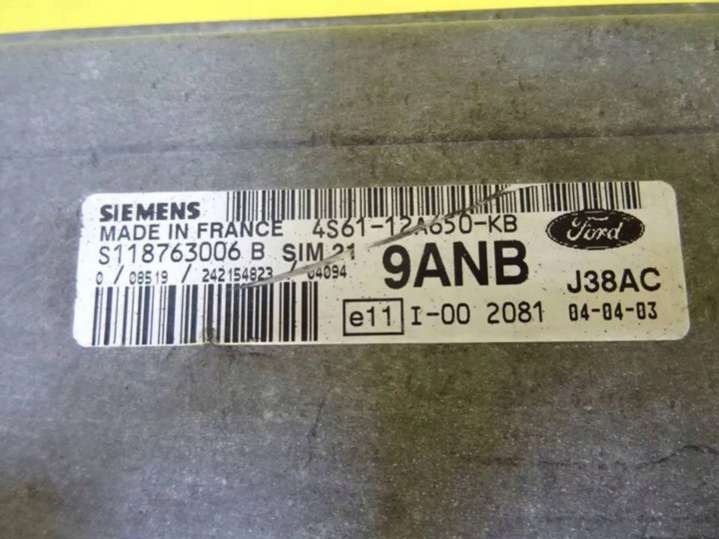 SIEMENS
MADE IN FRANCE 4S61-12A650-KB
S118763006 B SIM 21 9ANB
Ford
J38AC
0 / 08519 / 242154823 / 04094
e11 I-00 2081 04-04-03